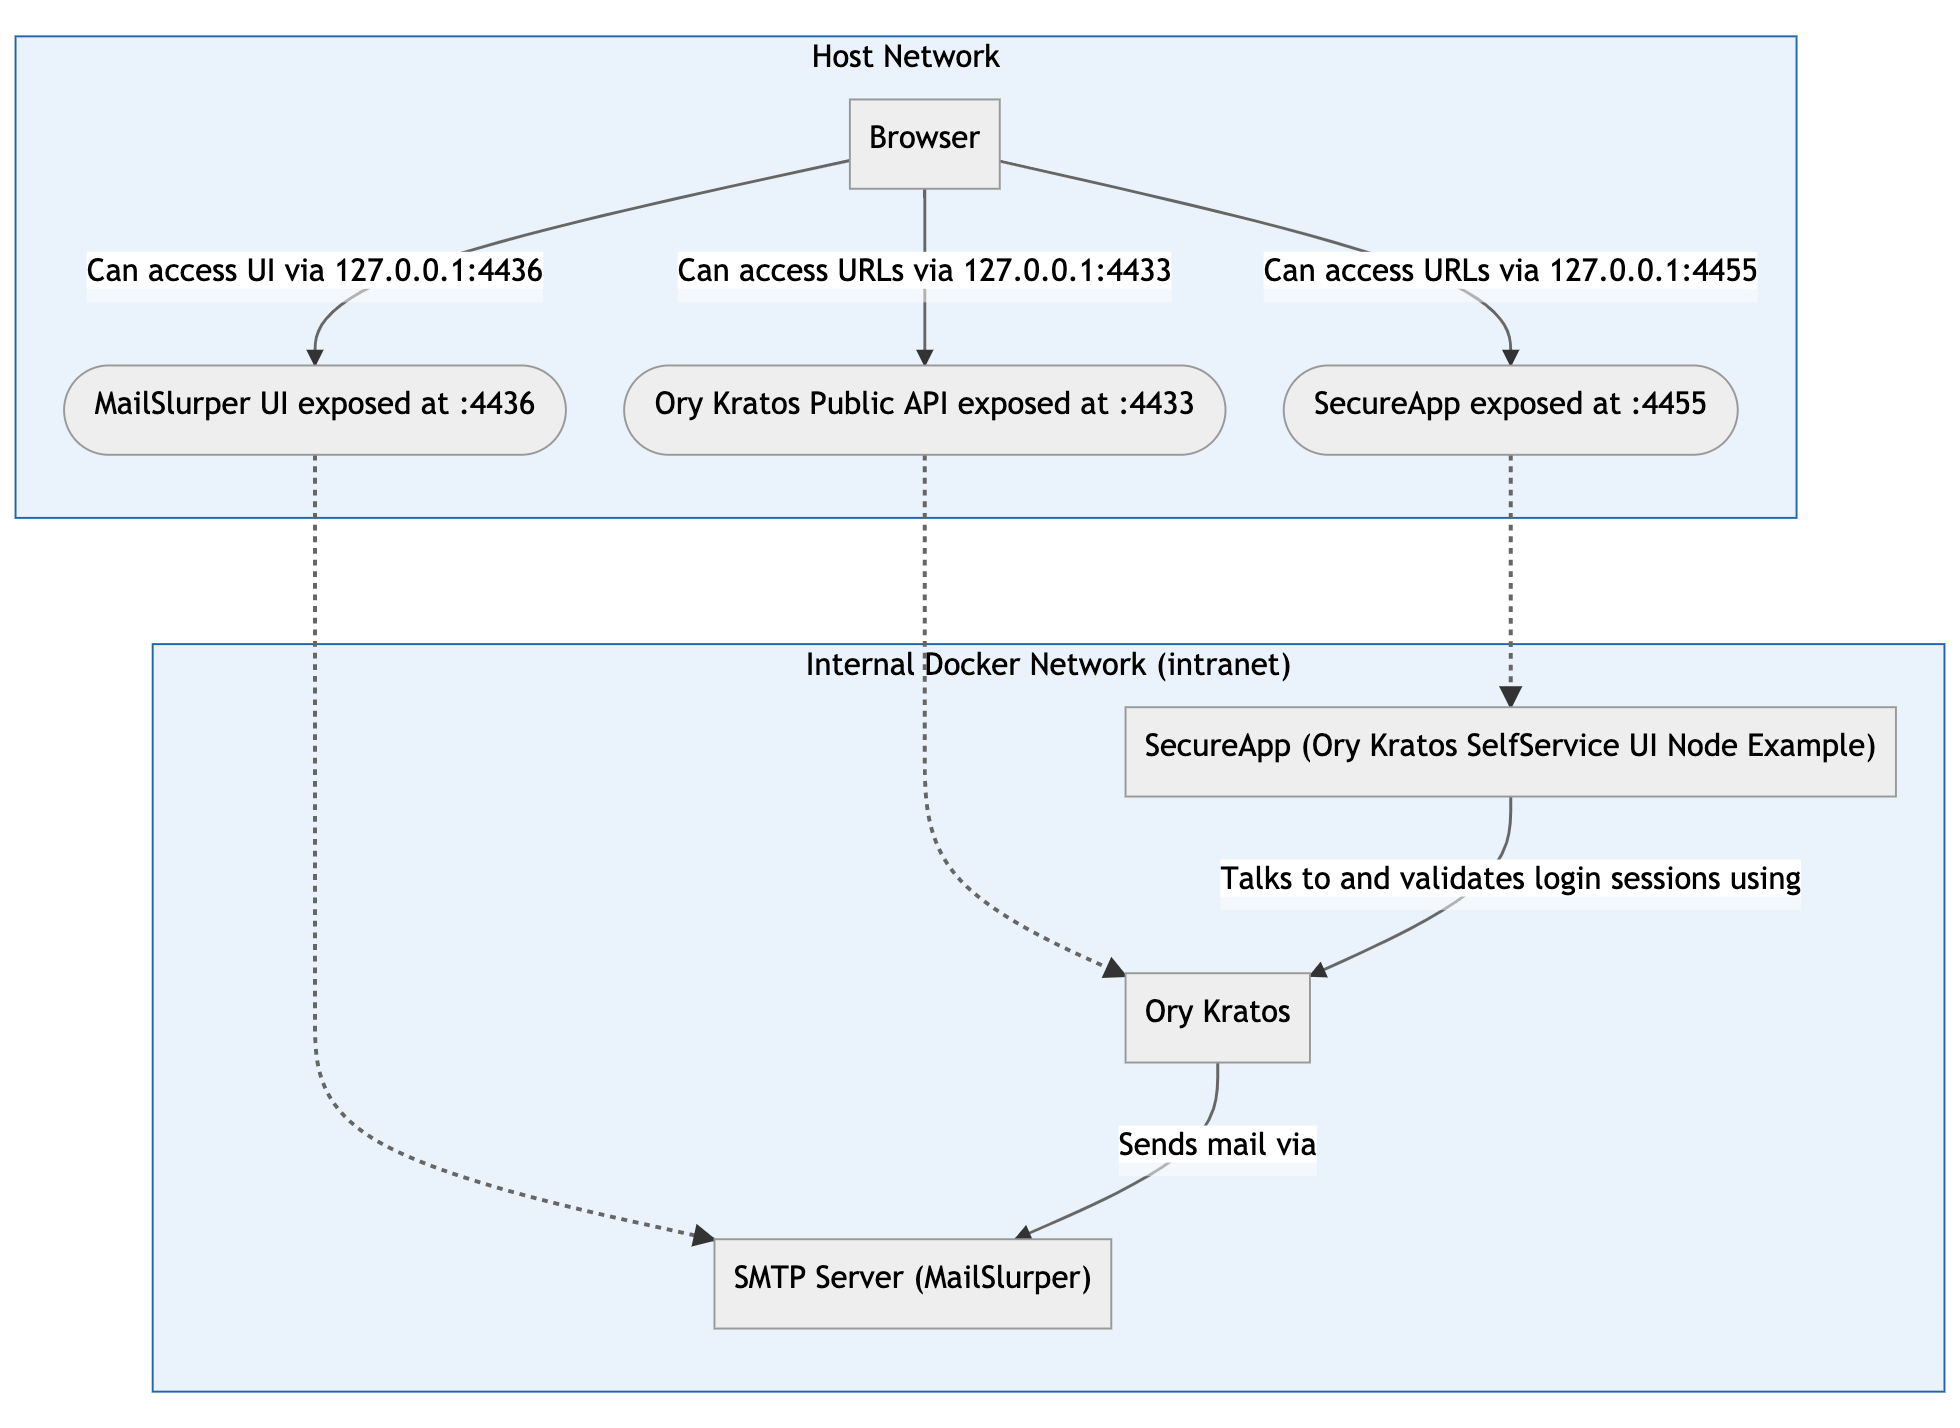 Host Network
Browser
Can access UI via 127.0.0.1:4436
Can access URLs via 127.0.0.1:4433
Can access URLs via 127.0.0.1:4455
MailSlurper UI exposed at :4436
Ory Kratos Public API exposed at :4433
SecureApp exposed at :4455
Internal Docker Network (intranet)
SecureApp (Ory Kratos SelfService UI Node Example)
Talks to and validates login sessions using
Ory Kratos
Sends mail via
SMTP Server (MailSlurper)